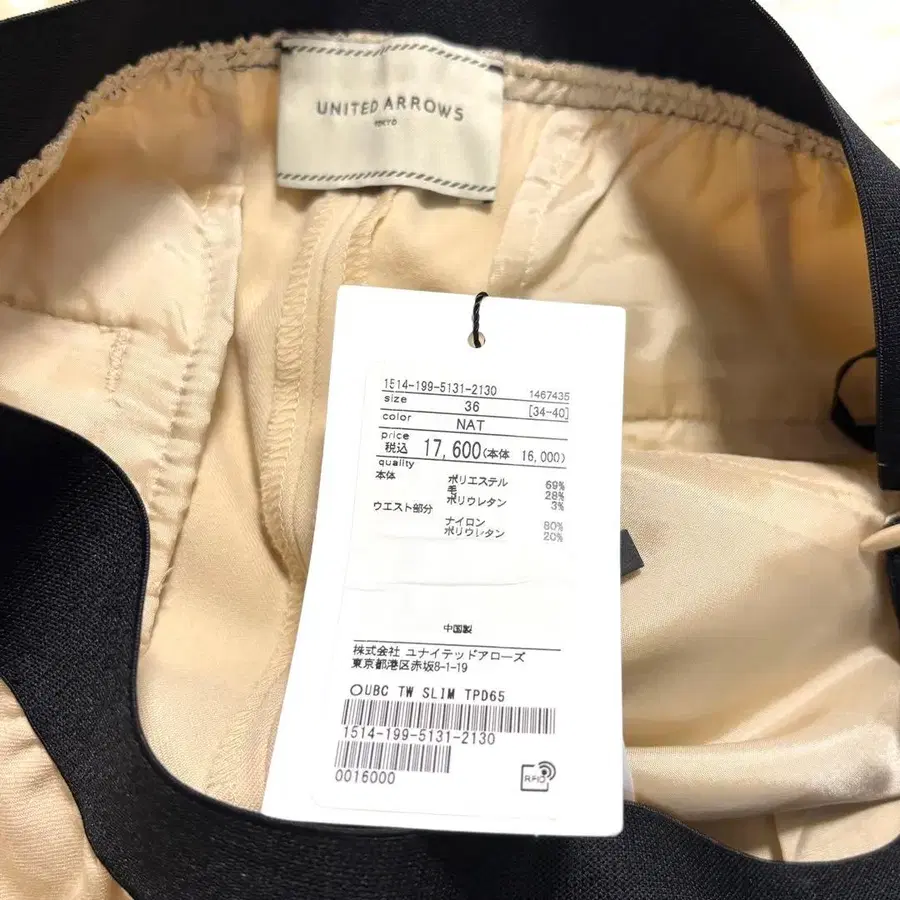 UNITED ARROWS
TOKYO
1514-199-5131-2130 1467435
size 36 [34-40]
color NAT
price
税込 17,600(本体 16,000)
quality
本体 ポリエステル 69%
毛 28%
ポリウレタン 3%
ウエスト部分
ナイロン 80%
ポリウレタン 20%
中国製
株式会社 ユナイテッドアローズ
東京都港区赤坂8-1-19
〇UBC TW SLIM TPD65
1514-199-5131-2130
0016000
RFID